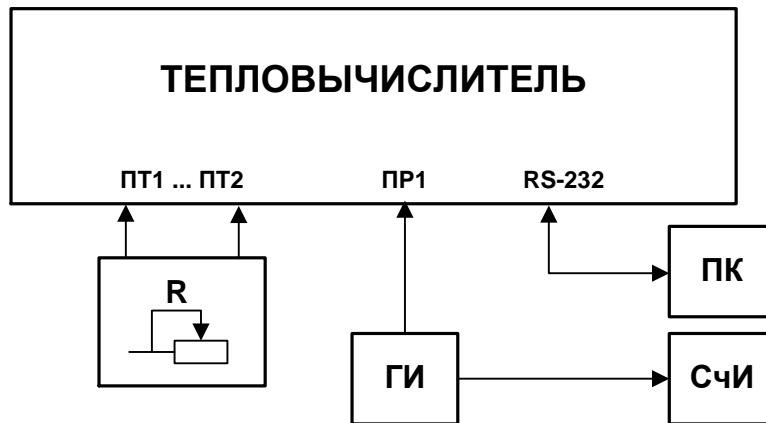 ТЕПЛОВЫЧИСЛИТЕЛЬ
ПТ1 ... ПТ2 ПР1 RS-232
R
ПК
ГИ
СчИ